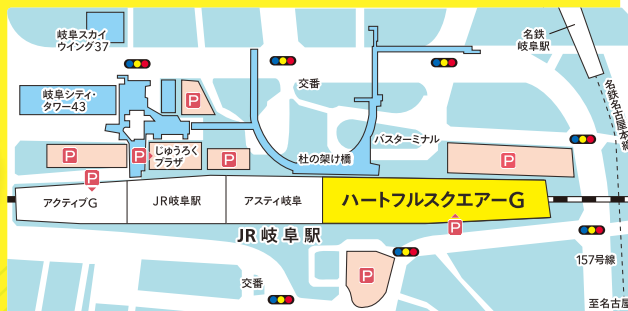 岐阜スカイ
ウイング37
名鉄
岐阜駅
交番
岐阜シティ・
タワー43
P
名鉄名古屋本線
バスターミナル
じゅうろく
プラザ
P
P
P
杜の架け橋
P
P
アクティブG
JR岐阜駅
アスティ岐阜
ハートフルスクエアーG
P
JR岐阜駅
157号線
P
交番
至名古屋